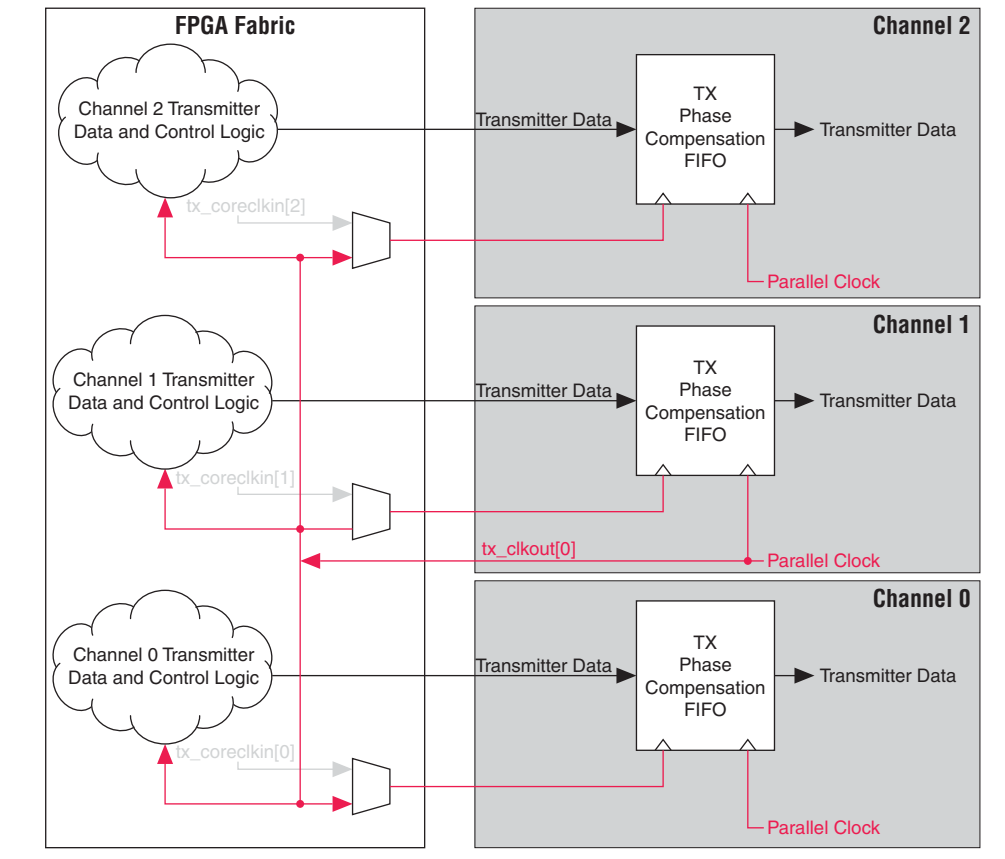 FPGA Fabric
Channel 2
Channel 2 Transmitter
Data and Control Logic
Transmitter Data
TX
Phase
Compensation
FIFO
Transmitter Data
tx_coreclkin[2]
Parallel Clock
Channel 1
Channel 1 Transmitter
Data and Control Logic
Transmitter Data
TX
Phase
Compensation
FIFO
Transmitter Data
tx_coreclkin[1]
tx_clkout[0]
Parallel Clock
Channel 0
Channel 0 Transmitter
Data and Control Logic
Transmitter Data
TX
Phase
Compensation
FIFO
Transmitter Data
tx_coreclkin[0]
Parallel Clock